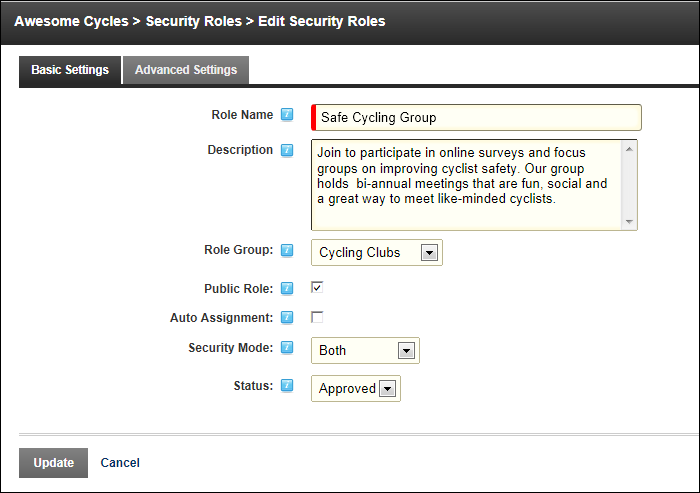 Awesome Cycles > Security Roles > Edit Security Roles
Basic Settings Advanced Settings
Role Name Safe Cycling Group
Description
Join to participate in online surveys and focus
groups on improving cyclist safety. Our group
holds  bi-annual meetings that are fun, social and
a great way to meet like-minded cyclists.
Role Group: Cycling Clubs
Public Role:
Auto Assignment:
Security Mode: Both
Status: Approved
Update Cancel